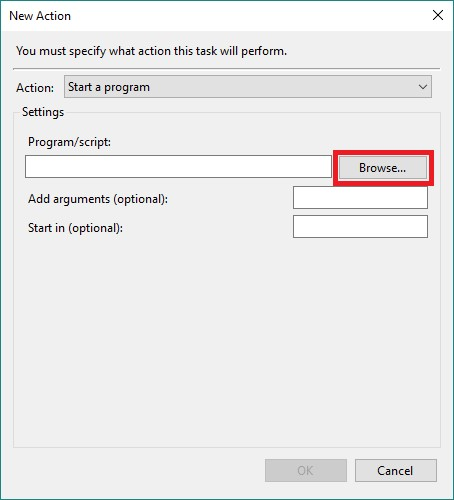 New Action
You must specify what action this task will perform.
Action: Start a program
Settings
Program/script:
Browse...
Add arguments (optional):
Start in (optional):
OK Cancel